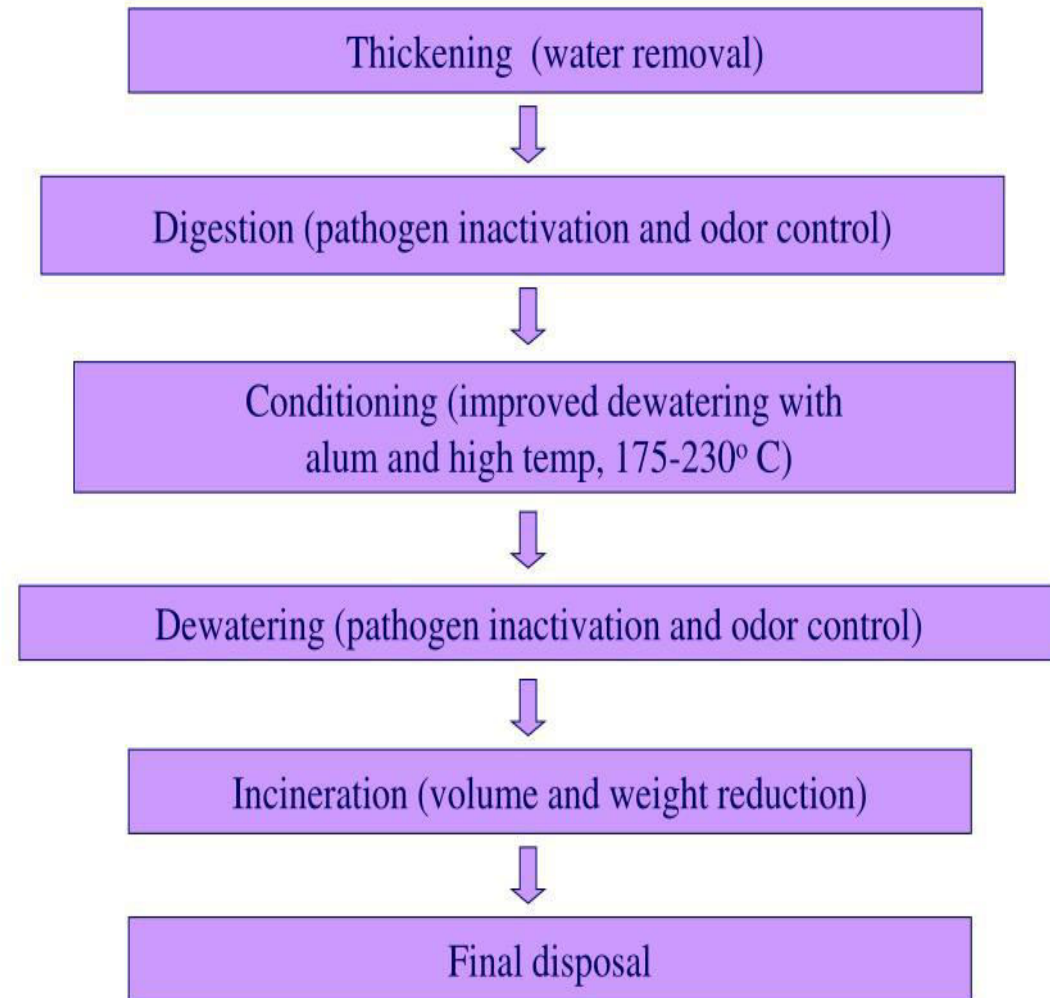 Thickening (water removal)
Digestion (pathogen inactivation and odor control)
Conditioning (improved dewatering with
alum and high temp, 175-230º C)
Dewatering (pathogen inactivation and odor control)
Incineration (volume and weight reduction)
Final disposal